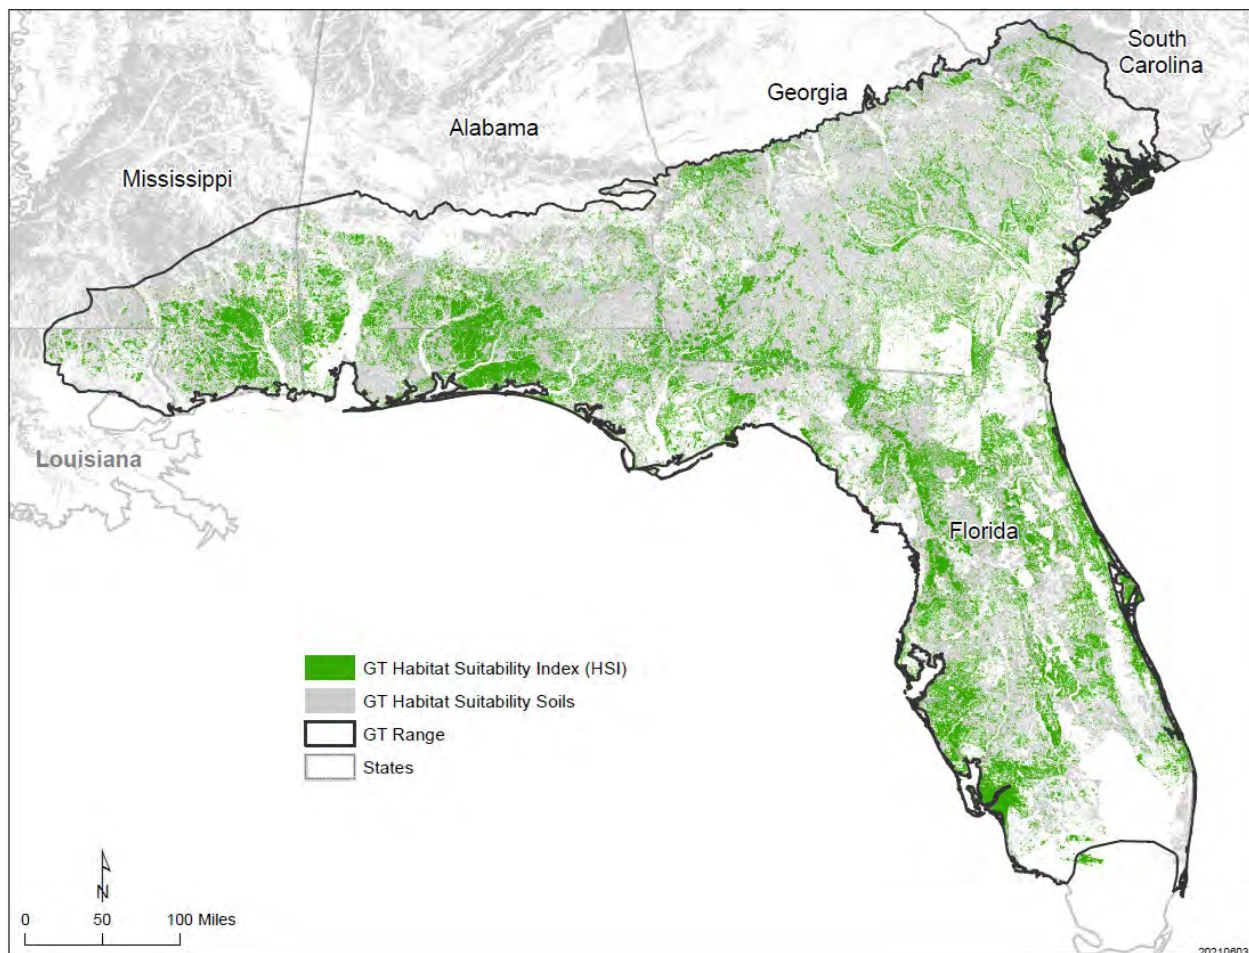 South
Carolina
Georgia
Alabama
Mississippi
Louisiana
Florida
GT Habitat Suitability Index (HSI)
GT Habitat Suitability Soils
GT Range
States
N
0 50 100 Miles
20210603